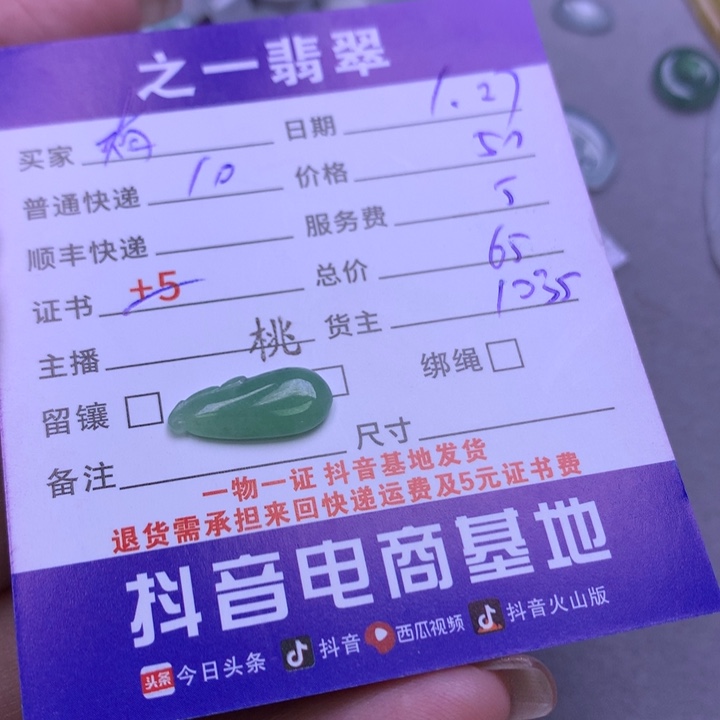 之一翡翠
买家 日期 1.27
普通快递 10 价格 50
顺丰快递 服务费 5
证书 +5 总价 65
主播 桃 货主 1035
留镶 绑绳
备注 尺寸
一物一证 抖音基地发货
退货需承担来回快递运费及5元证书费
抖音电商基地
头条 今日头条 抖音 西瓜视频 抖音火山版